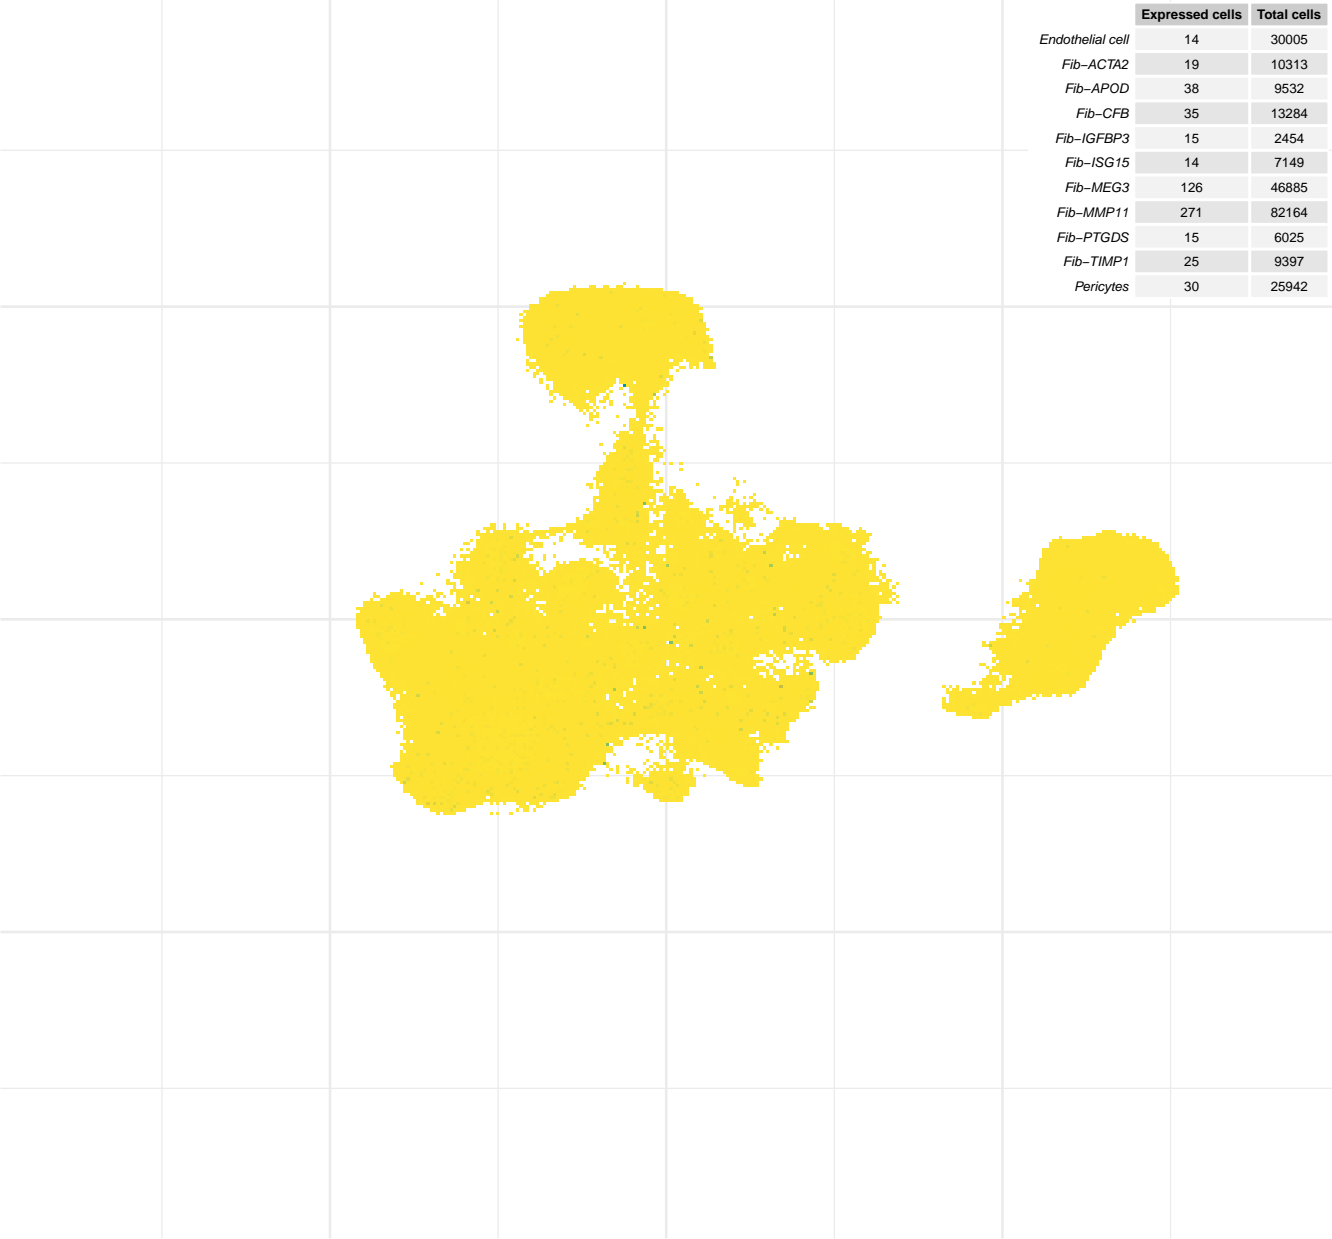 Expressed cells Total cells
Endothelial cell 14 30005
Fib−ACTA2 19 10313
Fib−APOD 38 9532
Fib−CFB 35 13284
Fib−IGFBP3 15 2454
Fib−ISG15 14 7149
Fib−MEG3 126 46885
Fib−MMP11 271 82164
Fib−PTGDS 15 6025
Fib−TIMP1 25 9397
Pericytes 30 25942